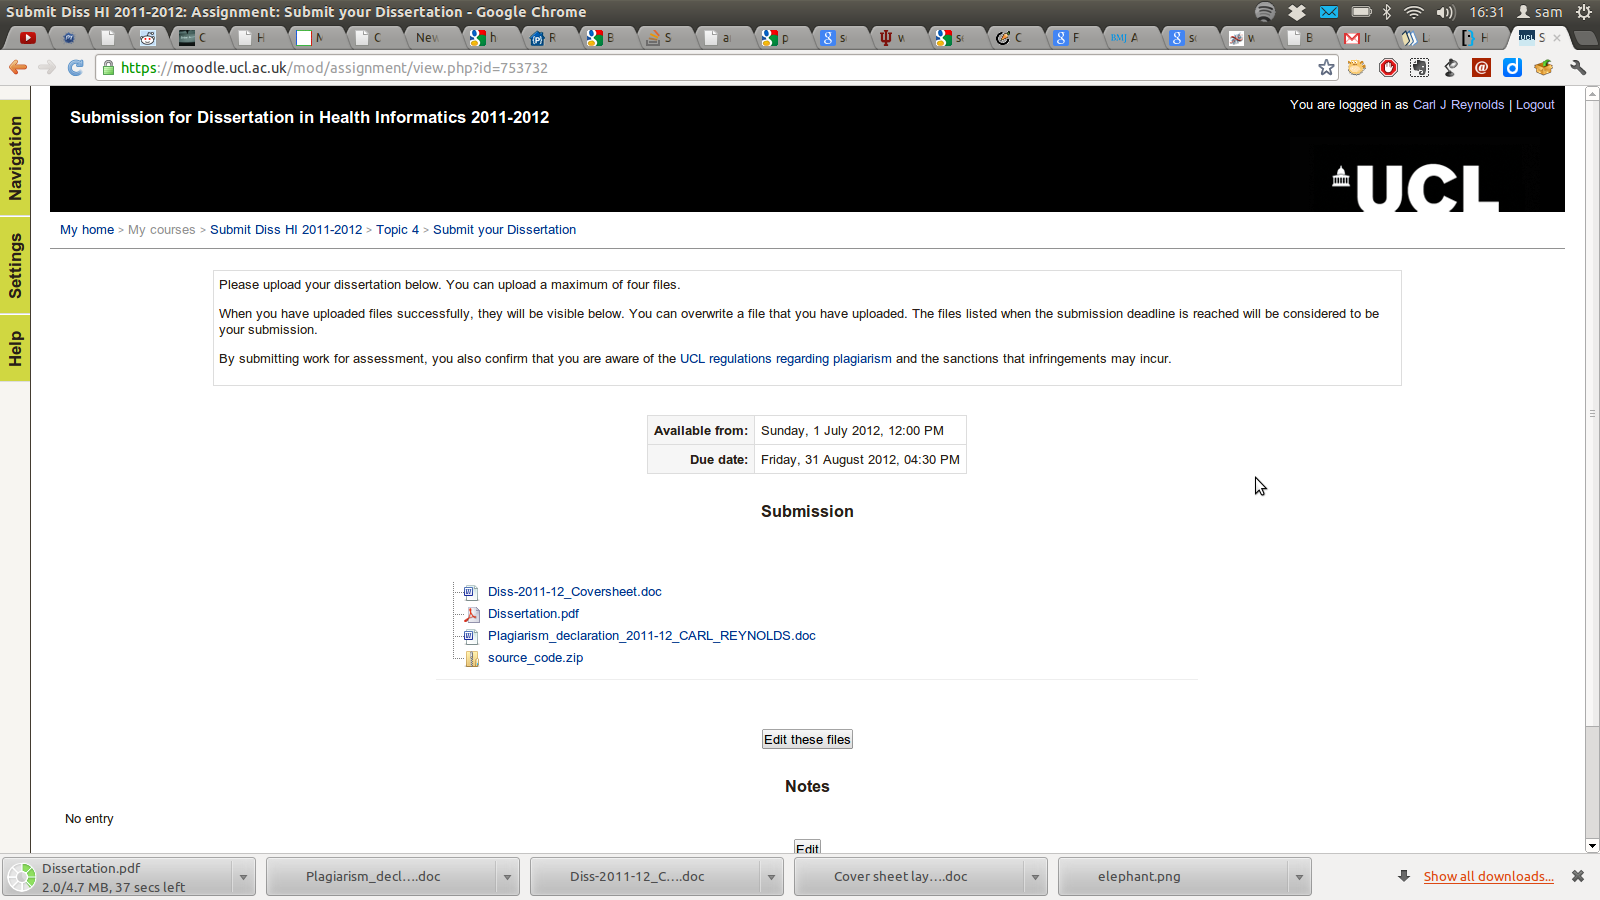 Submit Diss HI 2011-2012: Assignment: Submit your Dissertation - Google Chrome
16:31 sam
https://moodle.ucl.ac.uk/mod/assignment/view.php?id=753732
Navigation
Settings
Help
Submission for Dissertation in Health Informatics 2011-2012
You are logged in as Carl J Reynolds | Logout
UCL
My home > My courses > Submit Diss HI 2011-2012 > Topic 4 > Submit your Dissertation
Please upload your dissertation below. You can upload a maximum of four files.
When you have uploaded files successfully, they will be visible below. You can overwrite a file that you have uploaded. The files listed when the submission deadline is reached will be considered to be
your submission.
By submitting work for assessment, you also confirm that you are aware of the UCL regulations regarding plagiarism and the sanctions that infringements may incur.
Available from: Sunday, 1 July 2012, 12:00 PM
Due date: Friday, 31 August 2012, 04:30 PM
Submission
Diss-2011-12_Coversheet.doc
Dissertation.pdf
Plagiarism_declaration_2011-12_CARL_REYNOLDS.doc
source_code.zip
Edit these files
Notes
No entry
Edit
Dissertation.pdf
2.0/4.7 MB, 37 secs left
Plagiarism_decl....doc
Diss-2011-12_C....doc
Cover sheet lay....doc
elephant.png
Show all downloads...